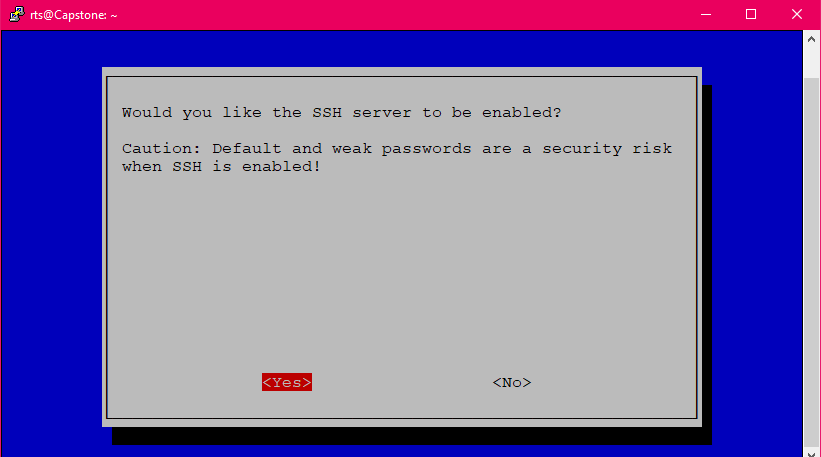 rts@Capstone: ~
Would you like the SSH server to be enabled?
Caution: Default and weak passwords are a security risk
when SSH is enabled!
<Yes> <No>